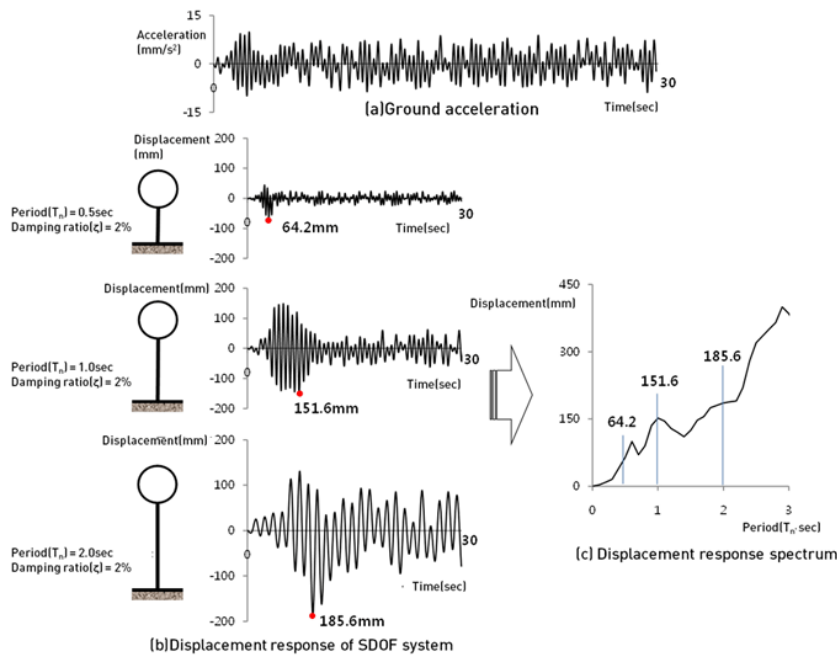 15
Acceleration
(mm/s²)
0
0
-15
30
Time(sec)
(a)Ground acceleration
Displacement
(mm)
200
100
0
-100
-200
0
30
Time(sec)
64.2mm
Period(Tn) = 0.5sec
Damping ratio(ζ) = 2%
Displacement(mm)
200
100
0
-100
-200
0
30
Time(sec)
151.6mm
Period(Tn) = 1.0sec
Damping ratio(ζ) = 2%
Displacement(mm)
200
100
0
-100
-200
0
30
Time(sec)
185.6mm
Period(Tn) = 2.0sec
Damping ratio(ζ) = 2%
(b)Displacement response of SDOF system
Displacement(mm)
450
300
150
0
64.2
151.6
185.6
0
1
2
3
Period(Tn, sec)
(c) Displacement response spectrum